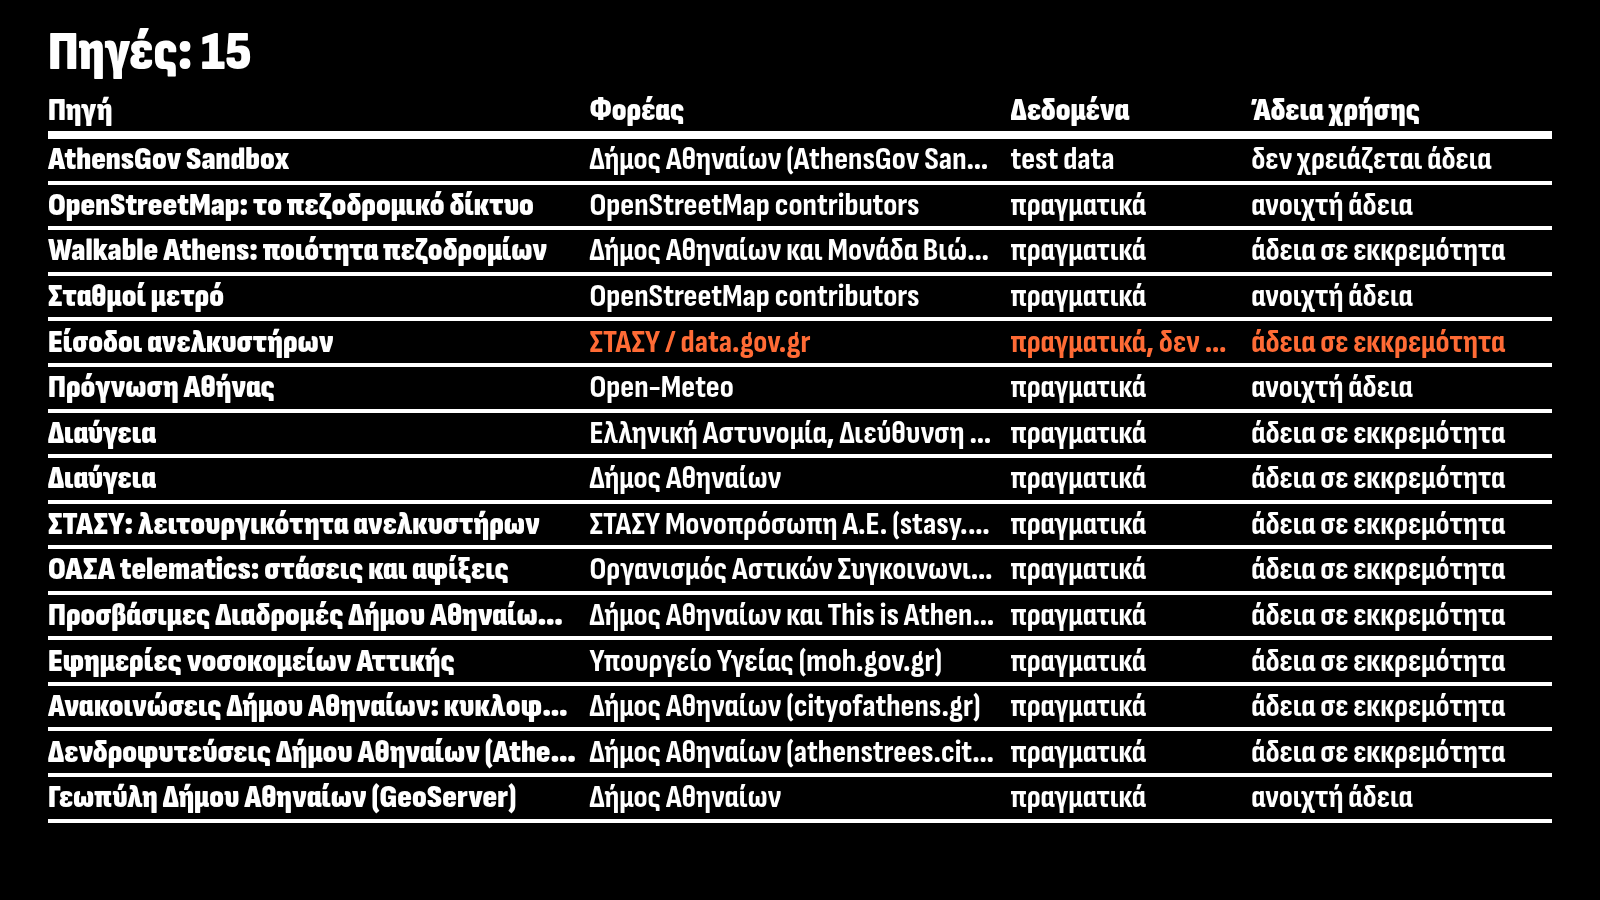 Πηγές: 15
Πηγή Φορέας Δεδομένα Άδεια χρήσης
AthensGov Sandbox Δήμος Αθηναίων (AthensGov San... test data δεν χρειάζεται άδεια
OpenStreetMap: το πεζοδρομικό δίκτυο OpenStreetMap contributors πραγματικά ανοιχτή άδεια
Walkable Athens: ποιότητα πεζοδρομίων Δήμος Αθηναίων και Μονάδα Βιώ... πραγματικά άδεια σε εκκρεμότητα
Σταθμοί μετρό OpenStreetMap contributors πραγματικά ανοιχτή άδεια
Είσοδοι ανελκυστήρων ΣΤΑΣΥ / data.gov.gr πραγματικά, δεν ... άδεια σε εκκρεμότητα
Πρόγνωση Αθήνας Open-Meteo πραγματικά ανοιχτή άδεια
Διαύγεια Ελληνική Αστυνομία, Διεύθυνση ... πραγματικά άδεια σε εκκρεμότητα
Διαύγεια Δήμος Αθηναίων πραγματικά άδεια σε εκκρεμότητα
ΣΤΑΣΥ: λειτουργικότητα ανελκυστήρων ΣΤΑΣΥ Μονοπρόσωπη Α.Ε. (stasy.... πραγματικά άδεια σε εκκρεμότητα
ΟΑΣΑ telematics: στάσεις και αφίξεις Οργανισμός Αστικών Συγκοινωνι... πραγματικά άδεια σε εκκρεμότητα
Προσβάσιμες Διαδρομές Δήμου Αθηναίω... Δήμος Αθηναίων και This is Athen... πραγματικά άδεια σε εκκρεμότητα
Εφημερίες νοσοκομείων Αττικής Υπουργείο Υγείας (moh.gov.gr) πραγματικά άδεια σε εκκρεμότητα
Ανακοινώσεις Δήμου Αθηναίων: κυκλοφ... Δήμος Αθηναίων (cityofathens.gr) πραγματικά άδεια σε εκκρεμότητα
Δενδροφυτεύσεις Δήμου Αθηναίων (Athe... Δήμος Αθηναίων (athenstrees.cit... πραγματικά άδεια σε εκκρεμότητα
Γεωπύλη Δήμου Αθηναίων (GeoServer) Δήμος Αθηναίων πραγματικά ανοιχτή άδεια